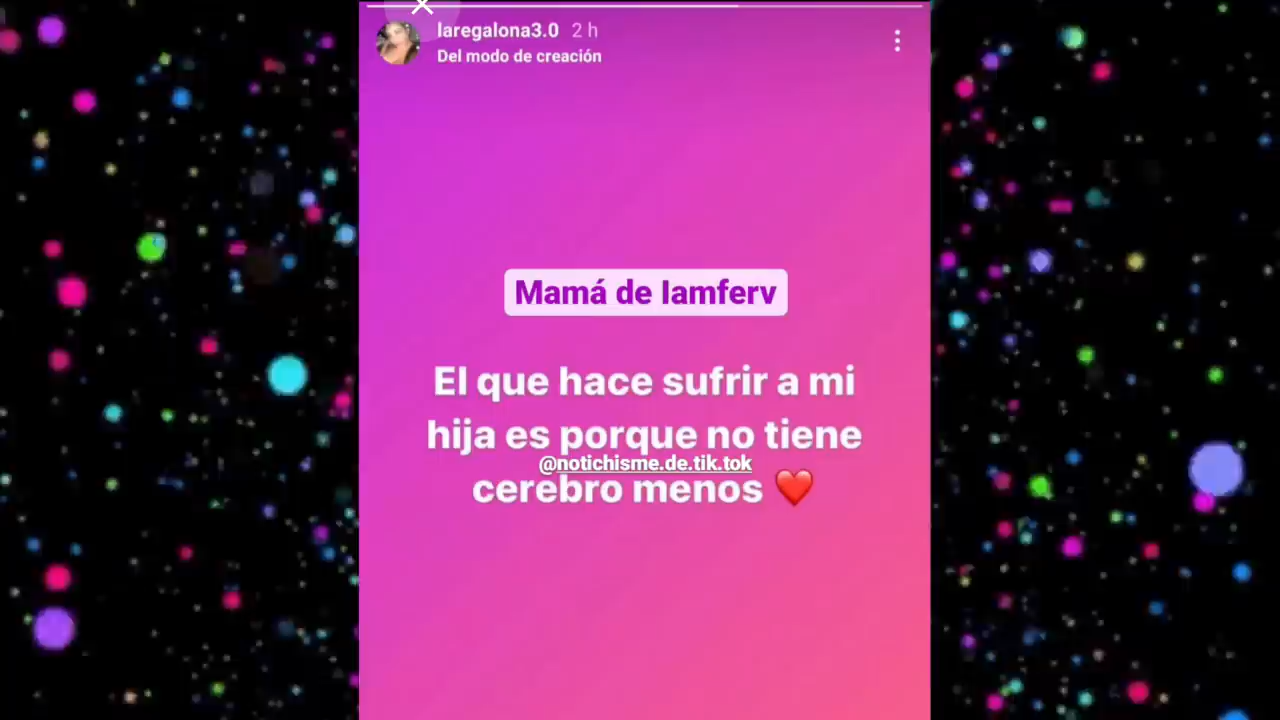 laregalona3.0 2 h
Del modo de creación
Mamá de Iamferv
El que hace sufrir a mi
hija es porque no tiene
@notichisme.de.tik.tok
cerebro menos ❤️